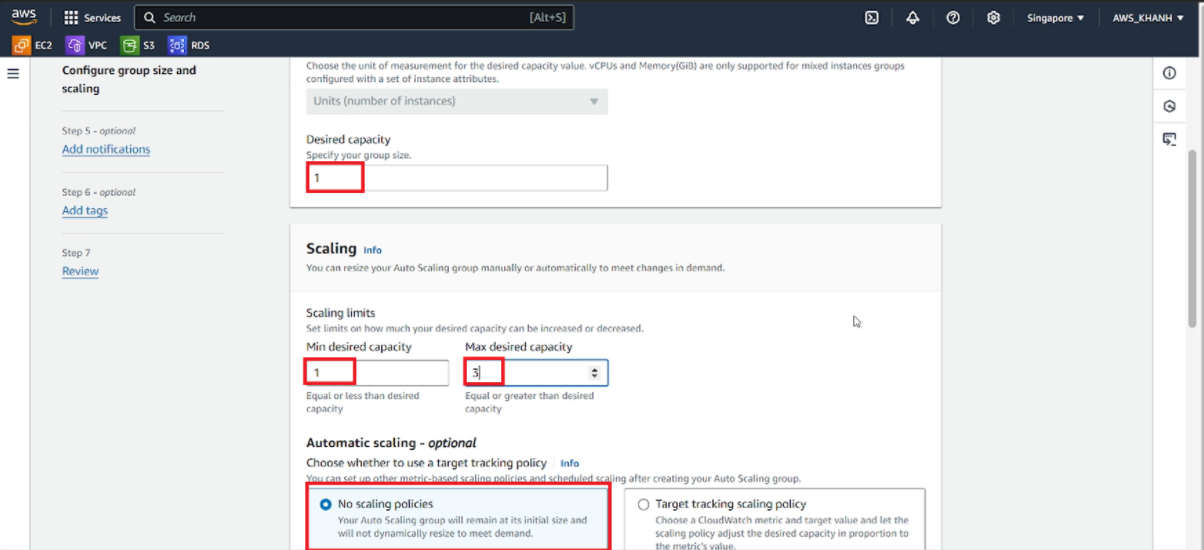 aws
Services
Search
[Alt+S]
Singapore
AWS_KHANH
EC2
VPC
S3
RDS
Configure group size and
scaling
Step 5 - optional
Add notifications
Step 6 - optional
Add tags
Step 7
Review
Choose the unit of measurement for the desired capacity value. vCPUs and Memory(GiB) are only supported for mixed instances groups
configured with a set of instance attributes.
Units (number of instances)
Desired capacity
Specify your group size.
1
Scaling Info
You can resize your Auto Scaling group manually or automatically to meet changes in demand.
Scaling limits
Set limits on how much your desired capacity can be increased or decreased.
Min desired capacity
1
Equal or less than desired
capacity
Max desired capacity
3
Equal or greater than desired
capacity
Automatic scaling - optional
Choose whether to use a target tracking policy Info
You can set up other metric-based scaling policies and scheduled scaling after creating your Auto Scaling group.
No scaling policies
Your Auto Scaling group will remain at its initial size and
will not dynamically resize to meet demand.
Target tracking scaling policy
Choose a CloudWatch metric and target value and let the
scaling policy adjust the desired capacity in proportion to
the metric's value.